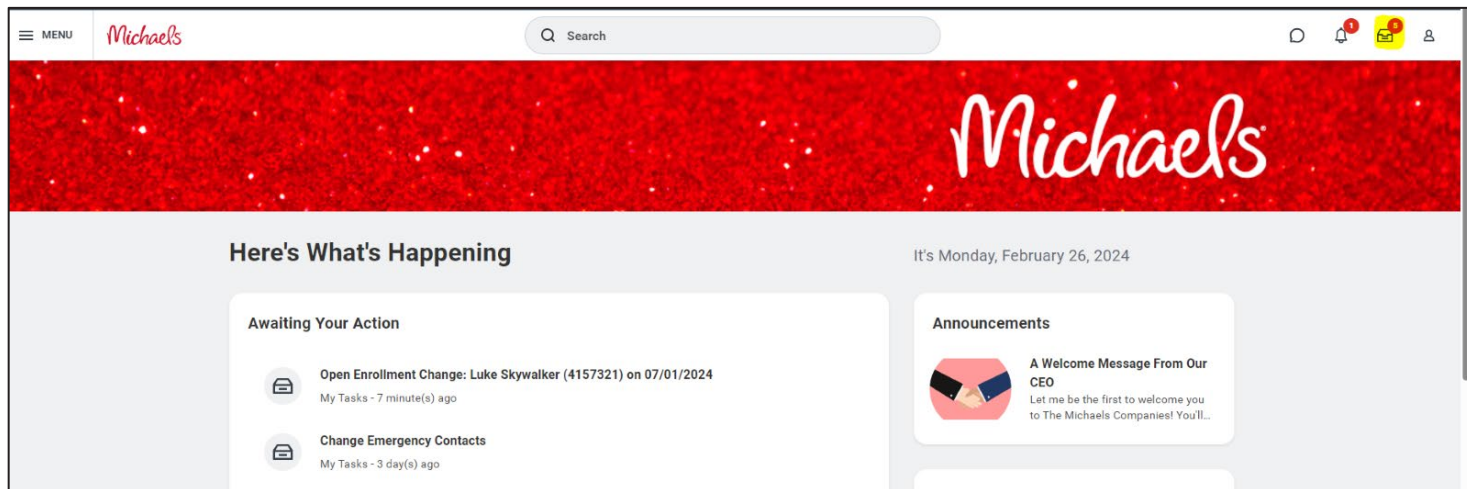 MENU
Michaels
Search
1
5
Michaels
Here's What's Happening
It's Monday, February 26, 2024
Awaiting Your Action
Open Enrollment Change: Luke Skywalker (4157321) on 07/01/2024
My Tasks - 7 minute(s) ago
Change Emergency Contacts
My Tasks - 3 day(s) ago
Announcements
A Welcome Message From Our
CEO
Let me be the first to welcome you
to The Michaels Companies! You'll...